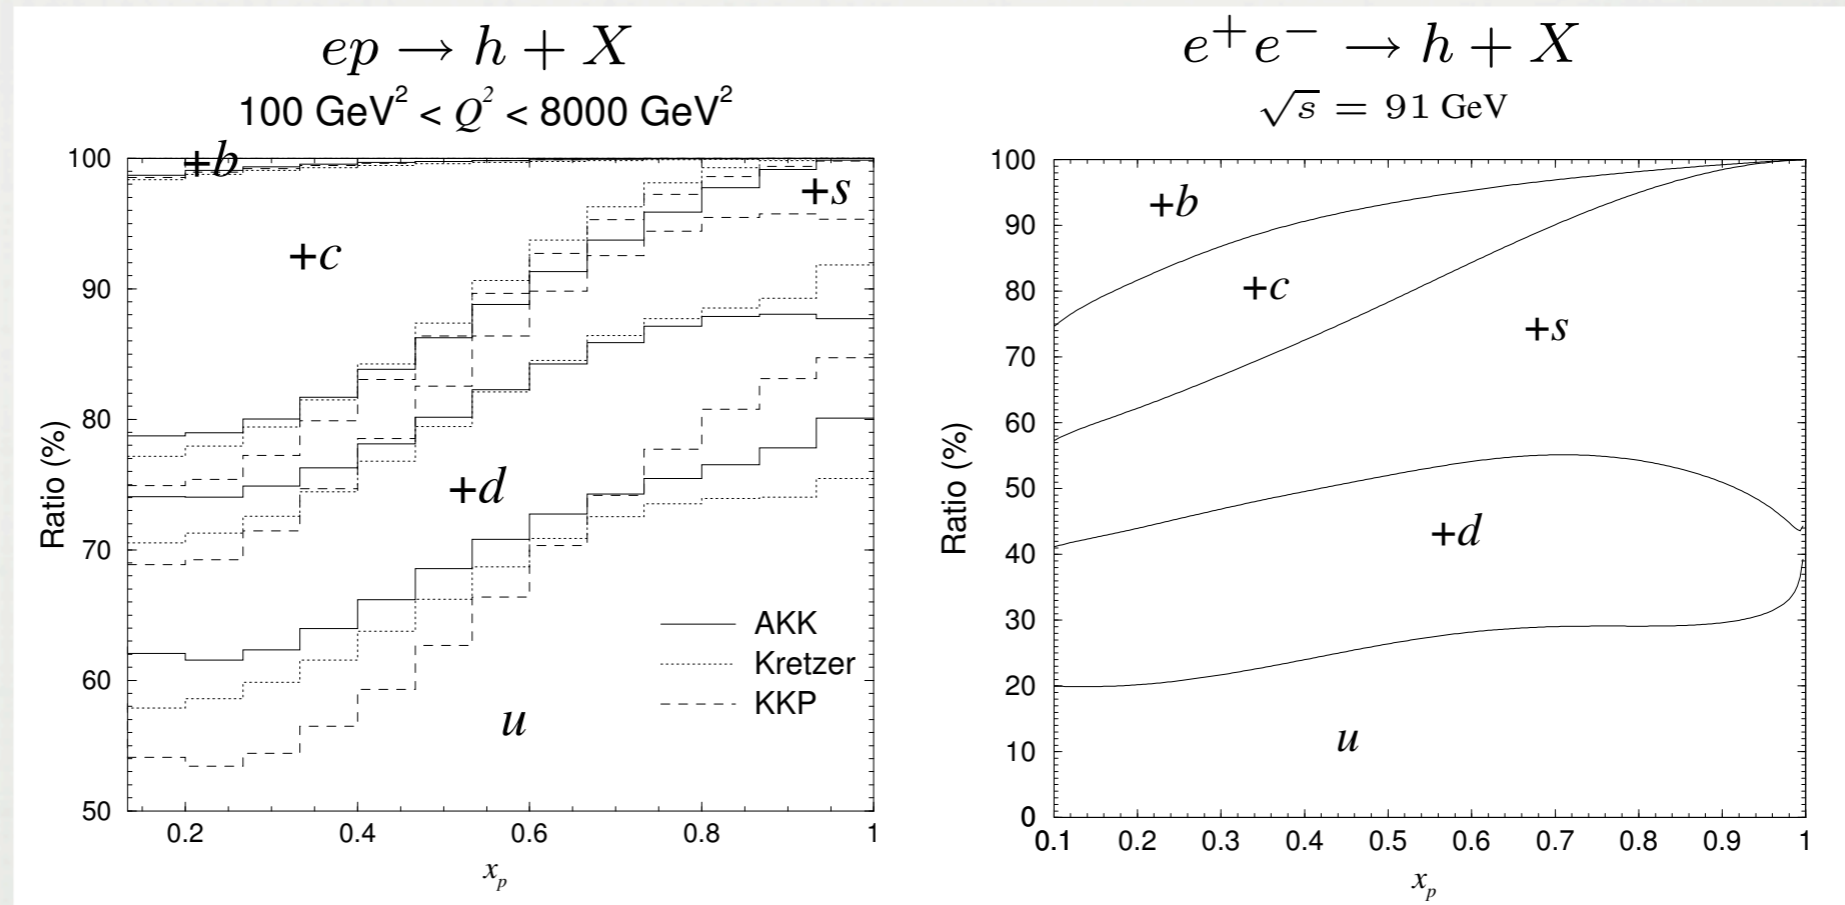 ep → h + X
100 GeV² < Q² < 8000 GeV²
100
90
80
70
60
50
Ratio (%)
+b
+c
+s
+d
u
AKK
Kretzer
KKP
0.2 0.4 0.6 0.8 1
x_p
e⁺e⁻ → h + X
√s = 91 GeV
100
90
80
70
60
50
40
30
20
10
0
Ratio (%)
+b
+c
+s
+d
u
0.1 0.2 0.3 0.4 0.5 0.6 0.7 0.8 0.9 1
x_p